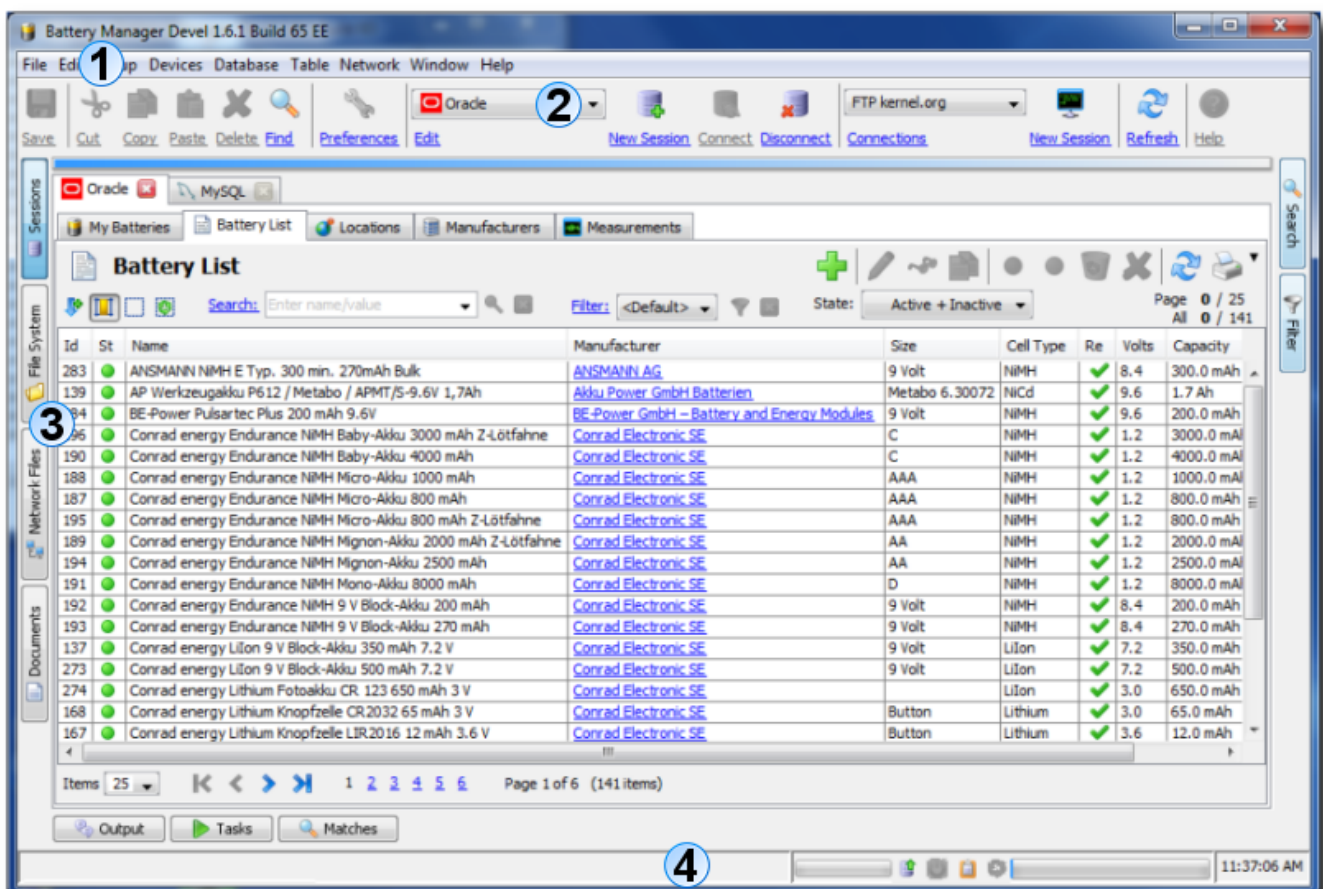 Battery Manager Devel 1.6.1 Build 65 EE
File Ed 1 up Devices Database Table Network Window Help
Oracle 2 FTP kernel.org
Save Cut Copy Paste Delete Find Preferences Edit New Session Connect Disconnect Connections New Session Refresh Help
Sessions
File System
3
Network Files
Documents
Search
Filter
Oracle MySQL
My Batteries Battery List Locations Manufacturers Measurements
Battery List
Search: Enter name/value Filter: <Default> State: Active + Inactive Page 0 / 25
All 0 / 141
Id St Name Manufacturer Size Cell Type Re Volts Capacity
283 ANSMANN NiMH E Typ. 300 min. 270mAh Bulk ANSMANN AG 9 Volt NiMH 8.4 300.0 mAh
139 AP Werkzeugakku P612 / Metabo / APMT/S-9.6V 1,7Ah Akku Power GmbH Batterien Metabo 6.30072 NiCd 9.6 1.7 Ah
84 BE-Power Pulsartec Plus 200 mAh 9.6V BE-Power GmbH – Battery and Energy Modules 9 Volt NiMH 9.6 200.0 mAh
96 Conrad energy Endurance NiMH Baby-Akku 3000 mAh Z-Lötfahne Conrad Electronic SE C NiMH 1.2 3000.0 mAl
190 Conrad energy Endurance NiMH Baby-Akku 4000 mAh Conrad Electronic SE C NiMH 1.2 4000.0 mAl
188 Conrad energy Endurance NiMH Micro-Akku 1000 mAh Conrad Electronic SE AAA NiMH 1.2 1000.0 mAl
187 Conrad energy Endurance NiMH Micro-Akku 800 mAh Conrad Electronic SE AAA NiMH 1.2 800.0 mAh
195 Conrad energy Endurance NiMH Micro-Akku 800 mAh Z-Lötfahne Conrad Electronic SE AAA NiMH 1.2 800.0 mAh
189 Conrad energy Endurance NiMH Mignon-Akku 2000 mAh Z-Lötfahne Conrad Electronic SE AA NiMH 1.2 2000.0 mAl
194 Conrad energy Endurance NiMH Mignon-Akku 2500 mAh Conrad Electronic SE AA NiMH 1.2 2500.0 mAl
191 Conrad energy Endurance NiMH Mono-Akku 8000 mAh Conrad Electronic SE D NiMH 1.2 8000.0 mAl
192 Conrad energy Endurance NiMH 9 V Block-Akku 200 mAh Conrad Electronic SE 9 Volt NiMH 8.4 200.0 mAh
193 Conrad energy Endurance NiMH 9 V Block-Akku 270 mAh Conrad Electronic SE 9 Volt NiMH 8.4 270.0 mAh
137 Conrad energy LiIon 9 V Block-Akku 350 mAh 7.2 V Conrad Electronic SE 9 Volt LiIon 7.2 350.0 mAh
273 Conrad energy LiIon 9 V Block-Akku 500 mAh 7.2 V Conrad Electronic SE 9 Volt LiIon 7.2 500.0 mAh
274 Conrad energy Lithium Fotoakku CR 123 650 mAh 3 V Conrad Electronic SE LiIon 3.0 650.0 mAh
168 Conrad energy Lithium Knopfzelle CR2032 65 mAh 3 V Conrad Electronic SE Button Lithium 3.0 65.0 mAh
167 Conrad energy Lithium Knopfzelle LIR2016 12 mAh 3.6 V Conrad Electronic SE Button Lithium 3.6 12.0 mAh
Items 25 1 2 3 4 5 6 Page 1 of 6 (141 items)
Output Tasks Matches
4 11:37:06 AM